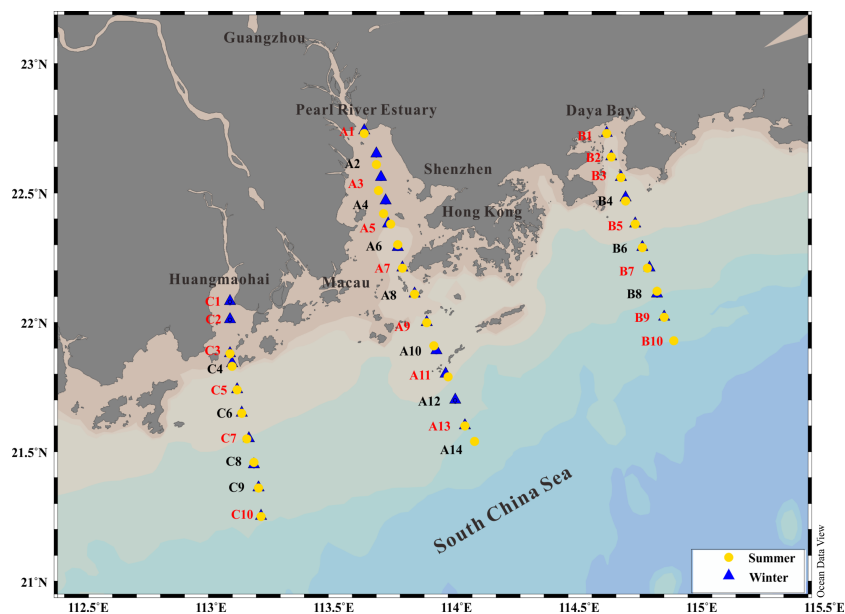 Guangzhou
23°N
Pearl River Estuary
Daya Bay
A1
B1
A2
B2
Shenzhen
A3
B3
22.5°N
A4
B4
Hong Kong
A5
B5
A6
B6
A7
B7
Huangmaohai
Macau
A8
B8
C1
C2
22°N
A9
B9
C3
A10
B10
C4
A11
C5
A12
C6
A13
C7
21.5°N
A14
C8
C9
South China Sea
C10
Summer
Winter
21°N
Ocean Data View
112.5°E
113°E
113.5°E
114°E
114.5°E
115°E
115.5°E